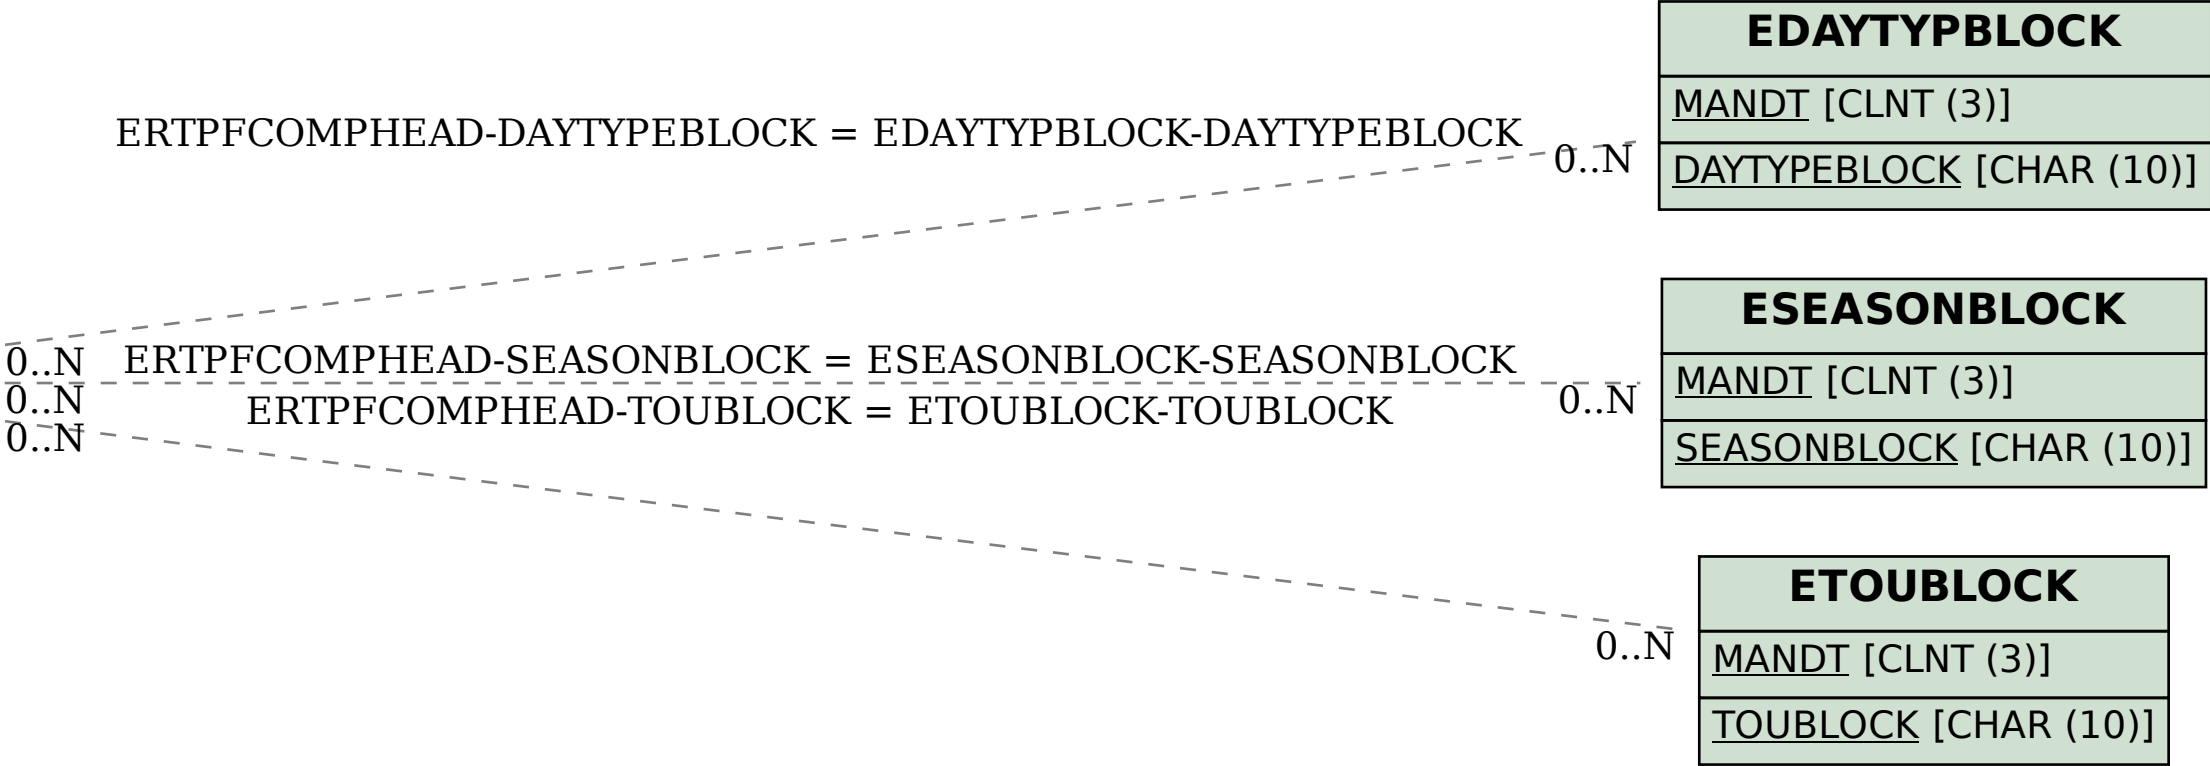 EDAYTYPBLOCK
MANDT [CLNT (3)]
ERTPFCOMPHEAD-DAYTYPEBLOCK = EDAYTYPBLOCK-DAYTYPEBLOCK
0..N
DAYTYPEBLOCK [CHAR (10)]
ESEASONBLOCK
0..N
ERTPFCOMPHEAD-SEASONBLOCK = ESEASONBLOCK-SEASONBLOCK
MANDT [CLNT (3)]
0..N
0..N
ERTPFCOMPHEAD-TOUBLOCK = ETOUBLOCK-TOUBLOCK
0..N
SEASONBLOCK [CHAR (10)]
ETOUBLOCK
0..N
MANDT [CLNT (3)]
TOUBLOCK [CHAR (10)]